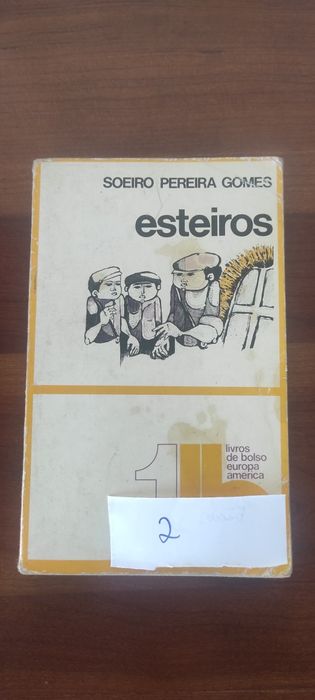 SOEIRO PEREIRA GOMES
esteiros
1
livros
de bolso
europa
américa
2